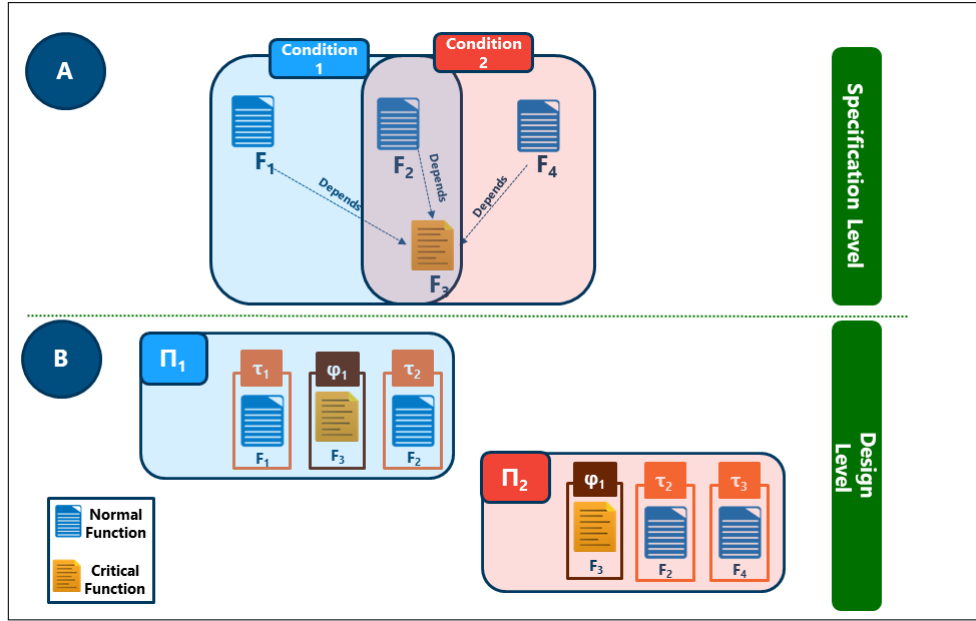 A
Condition
1
Condition
2
F1
F2
F4
Depends
Depends
Depends
F3
Specification Level
B
Π1
τ1
φ1
τ2
F1
F3
F2
Π2
φ1
τ2
τ3
F3
F2
F4
Design
Level
Normal
Function
Critical
Function